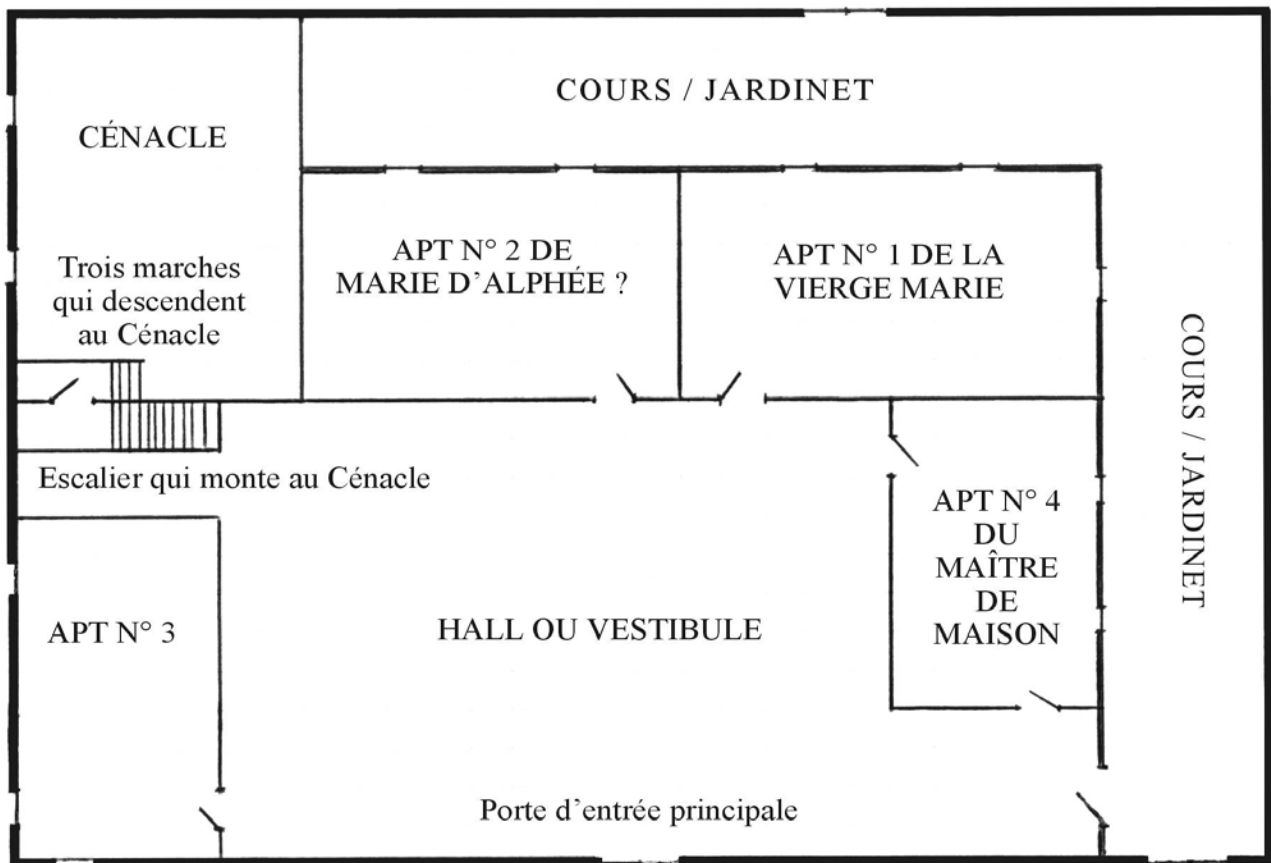 COURS / JARDINET
CÉNACLE
Trois marches
qui descendent
au Cénacle
APT N° 2 DE
MARIE D'ALPHÉE ?
APT N° 1 DE LA
VIERGE MARIE
COURS / JARDINET
Escalier qui monte au Cénacle
APT N° 3
HALL OU VESTIBULE
APT N° 4
DU
MAÎTRE
DE
MAISON
Porte d'entrée principale